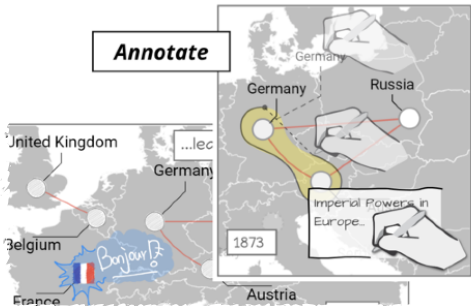 Annotate
Germany
Germany
Russia
United Kingdom
...lec
Germany
Imperial Powers in
Europe...
Belgium
Bonjour!?
1873
France
Austria